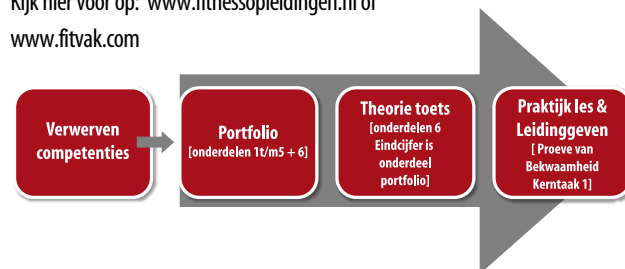 Kijk hier voor op: www.fitnessopleidingen.nl of
www.fitvak.com
Verwerven
competenties
Portfolio
[onderdelen 1t/m5 + 6]
Theorie toets
[onderdelen 6
Eindcijfer is
onderdeel
portfolio]
Praktijk les &
Leidinggeven
[ Proeve van
Bekwaamheid
Kerntaak 1]